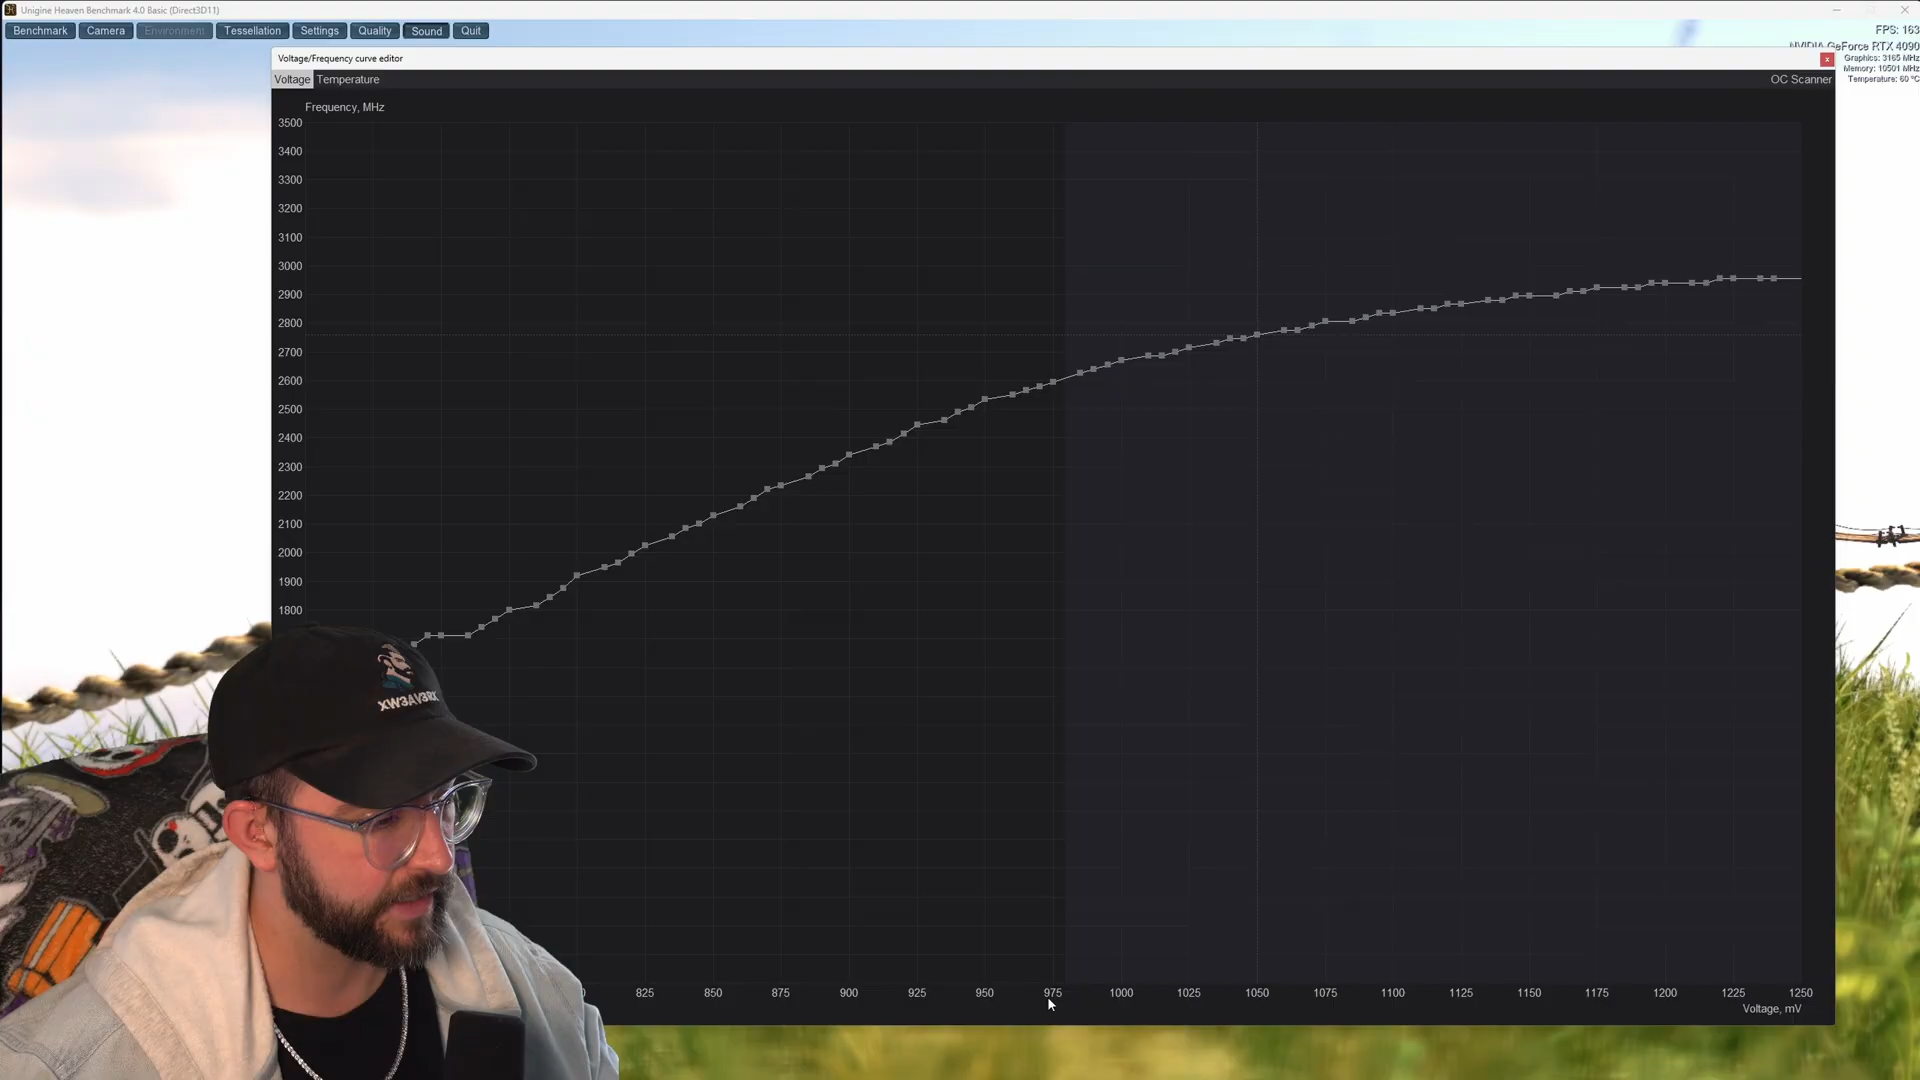 Unigine Heaven Benchmark 4.0 Basic (Direct3D11)
Benchmark Camera Environment Tessellation Settings Quality Sound Quit
FPS: 163
NVIDIA GeForce RTX 4090
Graphics: 3165 MHz
Memory: 10501 MHz
Temperature: 60 °C
Voltage/Frequency curve editor
x
Voltage Temperature
OC Scanner
Frequency, MHz
3500
3400
3300
3200
3100
3000
2900
2800
2700
2600
2500
2400
2300
2200
2100
2000
1900
1800
XW3AV3RX
825 850 875 900 925 950 975 1000 1025 1050 1075 1100 1125 1150 1175 1200 1225 1250
Voltage, mV